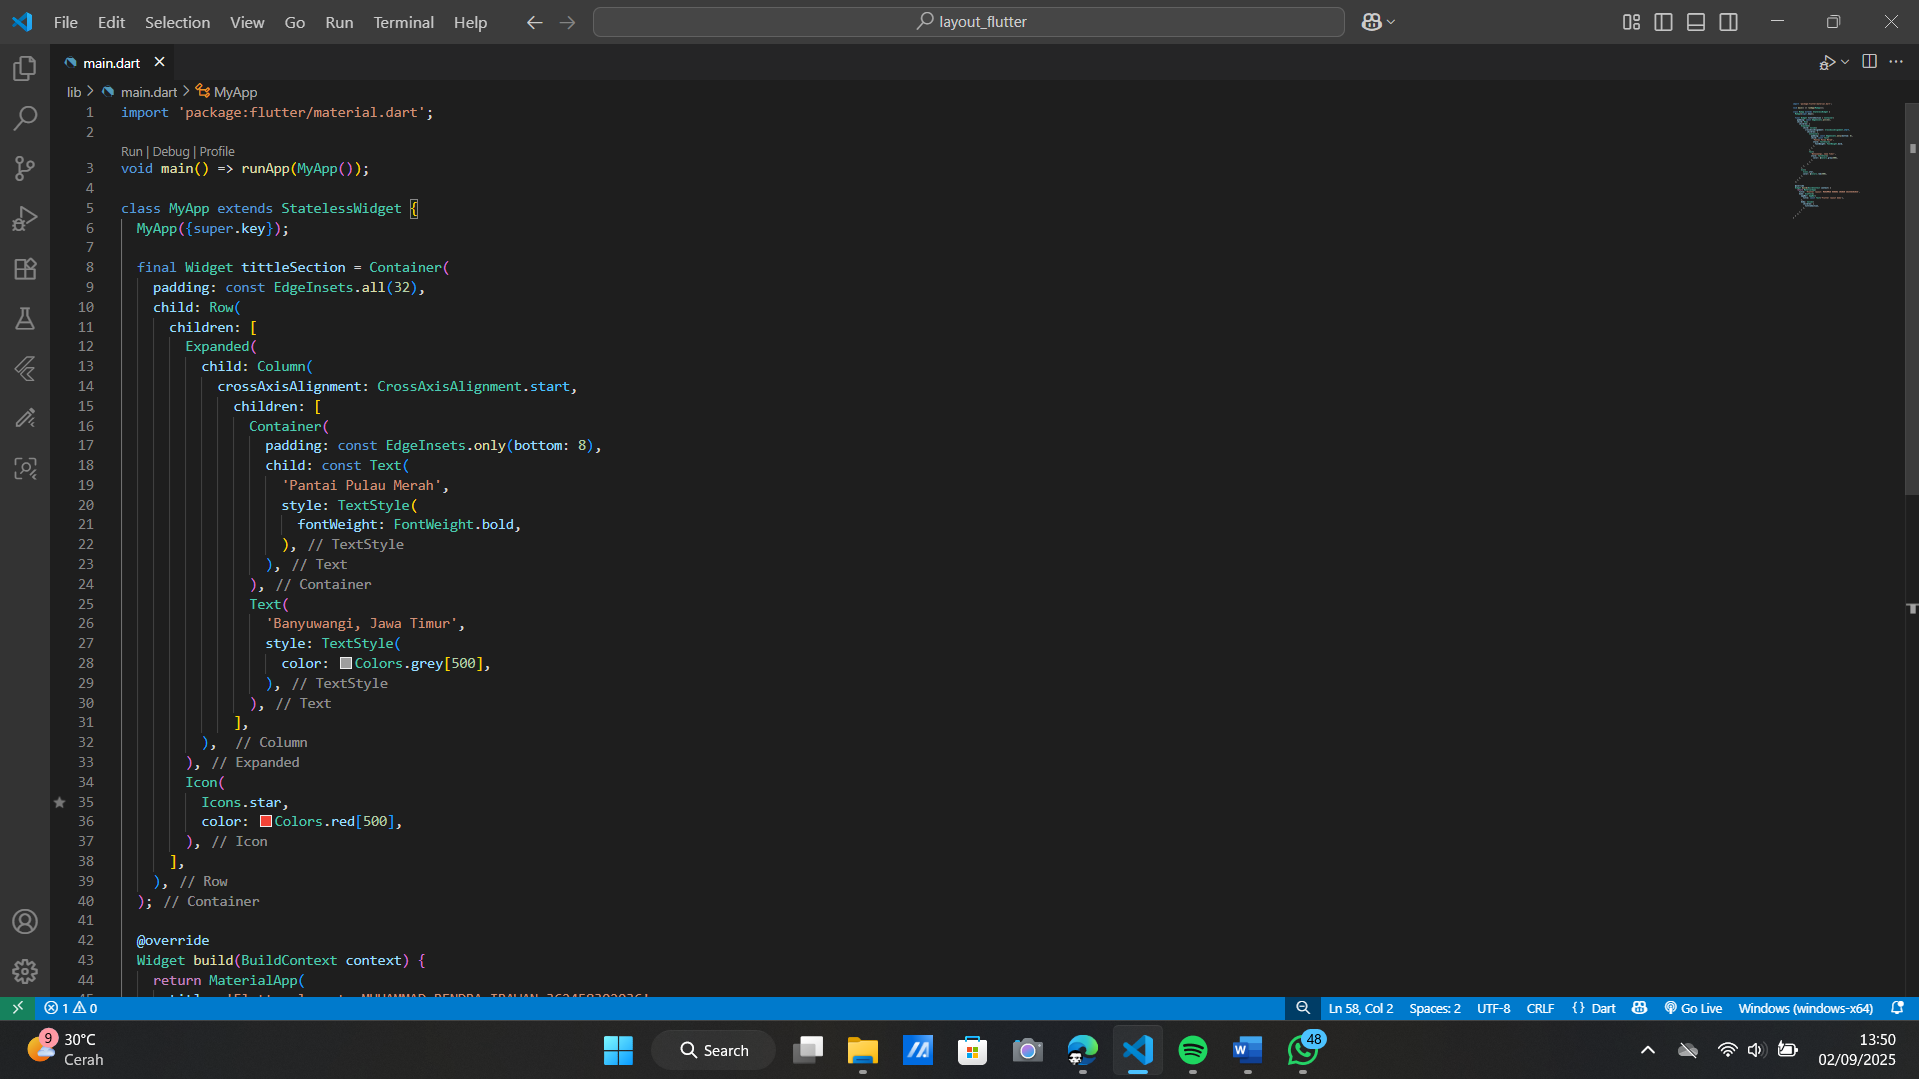 File Edit Selection View Go Run Terminal Help layout_flutter
main.dart
lib > main.dart > MyApp
1 import 'package:flutter/material.dart';
2
Run | Debug | Profile
3 void main() => runApp(MyApp());
4
5 class MyApp extends StatelessWidget {
6 MyApp({super.key});
7
8 final Widget tittleSection = Container(
9 padding: const EdgeInsets.all(32),
10 child: Row(
11 children: [
12 Expanded(
13 child: Column(
14 crossAxisAlignment: CrossAxisAlignment.start,
15 children: [
16 Container(
17 padding: const EdgeInsets.only(bottom: 8),
18 child: const Text(
19 'Pantai Pulau Merah',
20 style: TextStyle(
21 fontWeight: FontWeight.bold,
22 ), // TextStyle
23 ), // Text
24 ), // Container
25 Text(
26 'Banyuwangi, Jawa Timur',
27 style: TextStyle(
28 color: Colors.grey[500],
29 ), // TextStyle
30 ), // Text
31 ],
32 ), // Column
33 ), // Expanded
34 Icon(
35 Icons.star,
36 color: Colors.red[500],
37 ), // Icon
38 ],
39 ), // Row
40 ); // Container
41
42 @override
43 Widget build(BuildContext context) {
44 return MaterialApp(
1 0 Ln 58, Col 2 Spaces: 2 UTF-8 CRLF {} Dart Go Live Windows (windows-x64)
9 30°C
Cerah
Search
48
13:50
02/09/2025